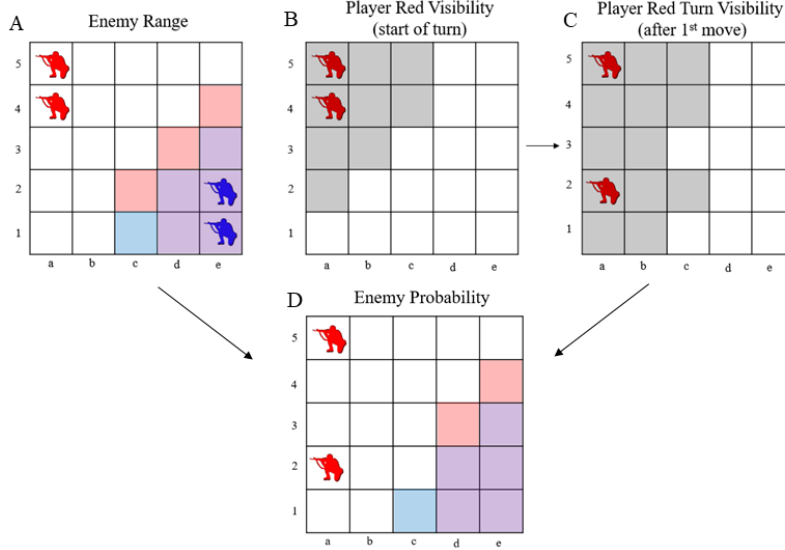 A
Enemy Range
5
4
3
2
1
a b c d e
B
Player Red Visibility
(start of turn)
5
4
3
2
1
a b c d e
C
Player Red Turn Visibility
(after 1st move)
5
4
3
2
1
a b c d e
D
Enemy Probability
5
4
3
2
1
a b c d e